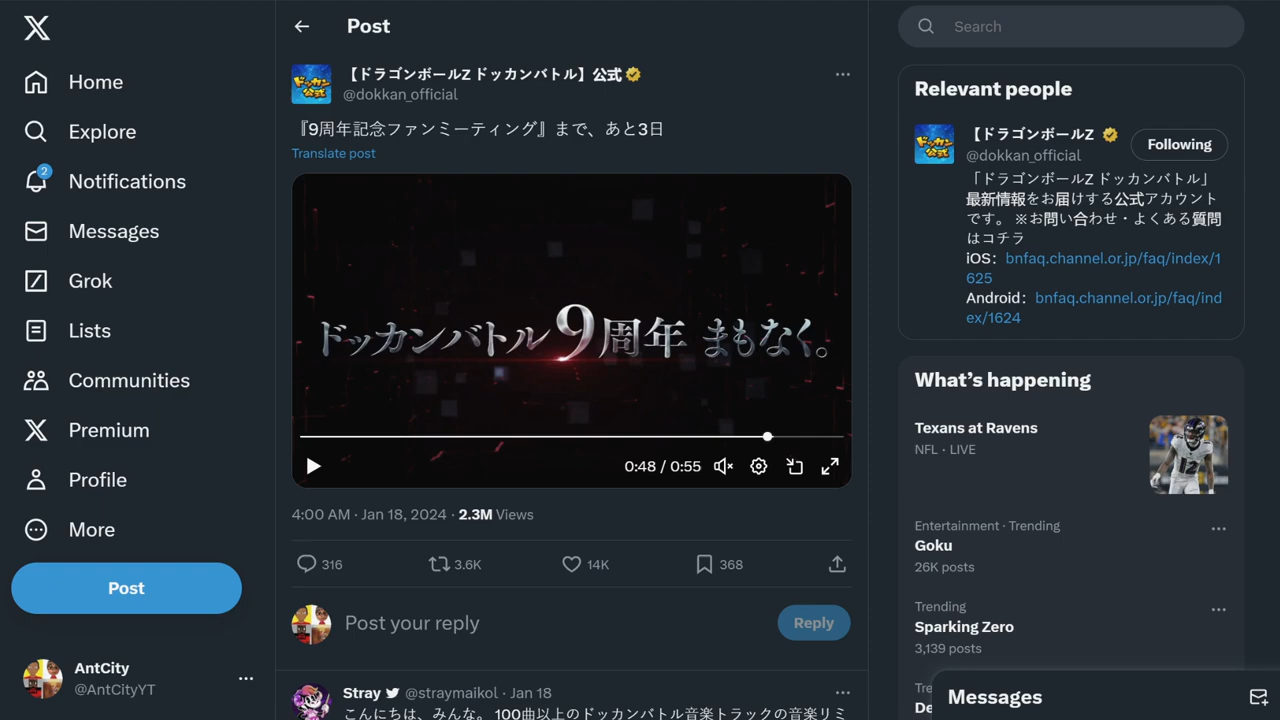 Home
Explore
2
Notifications
Messages
Grok
Lists
Communities
Premium
Profile
More
Post
AntCity
@AntCityYT
Post
【ドラゴンボールZ ドッカンバトル】公式
@dokkan_official
『9周年記念ファンミーティング』まで、あと3日
Translate post
ドッカンバトル 9周年 まもなく。
0:48 / 0:55
4:00 AM · Jan 18, 2024 · 2.3M Views
316
3.6K
14K
368
Post your reply
Reply
Stray @straymaikol · Jan 18
こんにちは、みんな。 100曲以上のドッカンバトル音楽トラックの音楽リミ
Search
Relevant people
【ドラゴンボールZ
@dokkan_official
Following
「ドラゴンボールZ ドッカンバトル」
最新情報をお届けする公式アカウント
です。 ※お問い合わせ・よくある質問
はコチラ
iOS： bnfaq.channel.or.jp/faq/index/1
625
Android： bnfaq.channel.or.jp/faq/ind
ex/1624
What's happening
Texans at Ravens
NFL · LIVE
Entertainment · Trending
Goku
26K posts
Trending
Sparking Zero
3,139 posts
Messages